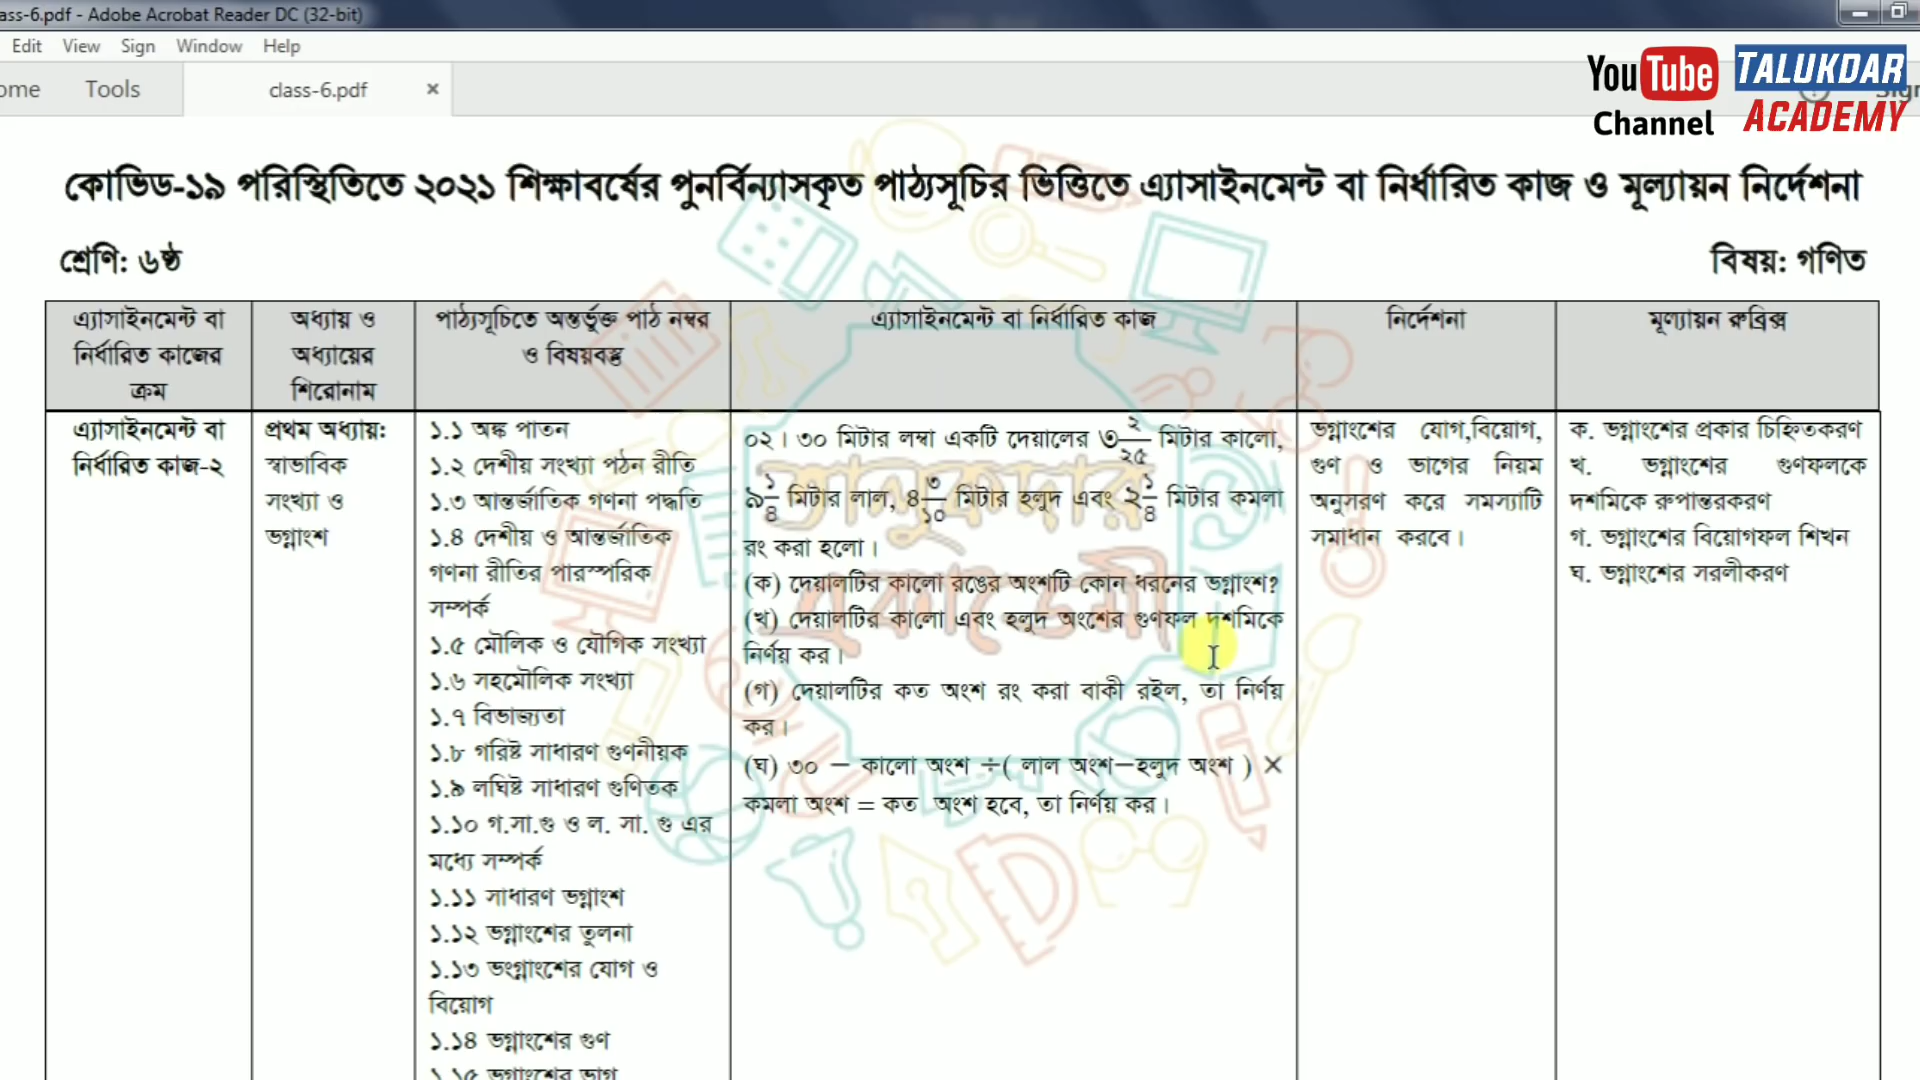 ass-6.pdf - Adobe Acrobat Reader DC (32-bit)
Edit View Sign Window Help
ome Tools class-6.pdf ×
YouTube Channel
TALUKDAR ACADEMY
কোভিড-১৯ পরিস্থিতিতে ২০২১ শিক্ষাবর্ষের পুনর্বিন্যাসকৃত পাঠ্যসূচির ভিত্তিতে এ্যাসাইনমেন্ট বা নির্ধারিত কাজ ও মূল্যায়ন নির্দেশনা
শ্রেণি: ৬ষ্ঠ
বিষয়: গণিত
এ্যাসাইনমেন্ট বা
নির্ধারিত কাজের
ক্রম
অধ্যায় ও
অধ্যায়ের
শিরোনাম
পাঠ্যসূচিতে অন্তর্ভুক্ত পাঠ নম্বর
ও বিষয়বস্তু
এ্যাসাইনমেন্ট বা নির্ধারিত কাজ
নির্দেশনা
মূল্যায়ন রুব্রিক্স
এ্যাসাইনমেন্ট বা
নির্ধারিত কাজ-২
প্রথম অধ্যায়:
স্বাভাবিক
সংখ্যা ও
ভগ্নাংশ
১.১ অঙ্ক পাতন
১.২ দেশীয় সংখ্যা পঠন রীতি
১.৩ আন্তর্জাতিক গণনা পদ্ধতি
১.৪ দেশীয় ও আন্তর্জাতিক
গণনা রীতির পারস্পরিক
সম্পর্ক
১.৫ মৌলিক ও যৌগিক সংখ্যা
১.৬ সহমৌলিক সংখ্যা
১.৭ বিভাজ্যতা
১.৮ গরিষ্ট সাধারণ গুণনীয়ক
১.৯ লঘিষ্ট সাধারণ গুণিতক
১.১০ গ.সা.গু ও ল. সা. গু এর
মধ্যে সম্পর্ক
১.১১ সাধারণ ভগ্নাংশ
১.১২ ভগ্নাংশের তুলনা
১.১৩ ভংগ্নাংশের যোগ ও
বিয়োগ
১.১৪ ভগ্নাংশের গুণ
১.১৫ ভগ্নাংশের ভাগ
০২। ৩০ মিটার লম্বা একটি দেয়ালের ৩ ২/২৫ মিটার কালো,
৯ ১/৪ মিটার লাল, ৪ ৩/১০ মিটার হলুদ এবং ২ ১/৪ মিটার কমলা
রং করা হলো।
(ক) দেয়ালটির কালো রঙের অংশটি কোন ধরনের ভগ্নাংশ?
(খ) দেয়ালটির কালো এবং হলুদ অংশের গুণফল দশমিকে
নির্ণয় কর।
(গ) দেয়ালটির কত অংশ রং করা বাকী রইল, তা নির্ণয়
কর।
(ঘ) ৩০ − কালো অংশ ÷( লাল অংশ−হলুদ অংশ ) ×
কমলা অংশ = কত অংশ হবে, তা নির্ণয় কর।
ভগ্নাংশের যোগ,বিয়োগ,
গুণ ও ভাগের নিয়ম
অনুসরণ করে সমস্যাটি
সমাধান করবে।
ক. ভগ্নাংশের প্রকার চিহ্নিতকরণ
খ. ভগ্নাংশের গুণফলকে
দশমিকে রুপান্তরকরণ
গ. ভগ্নাংশের বিয়োগফল শিখন
ঘ. ভগ্নাংশের সরলীকরণ
তালুকদার
একাডেমী